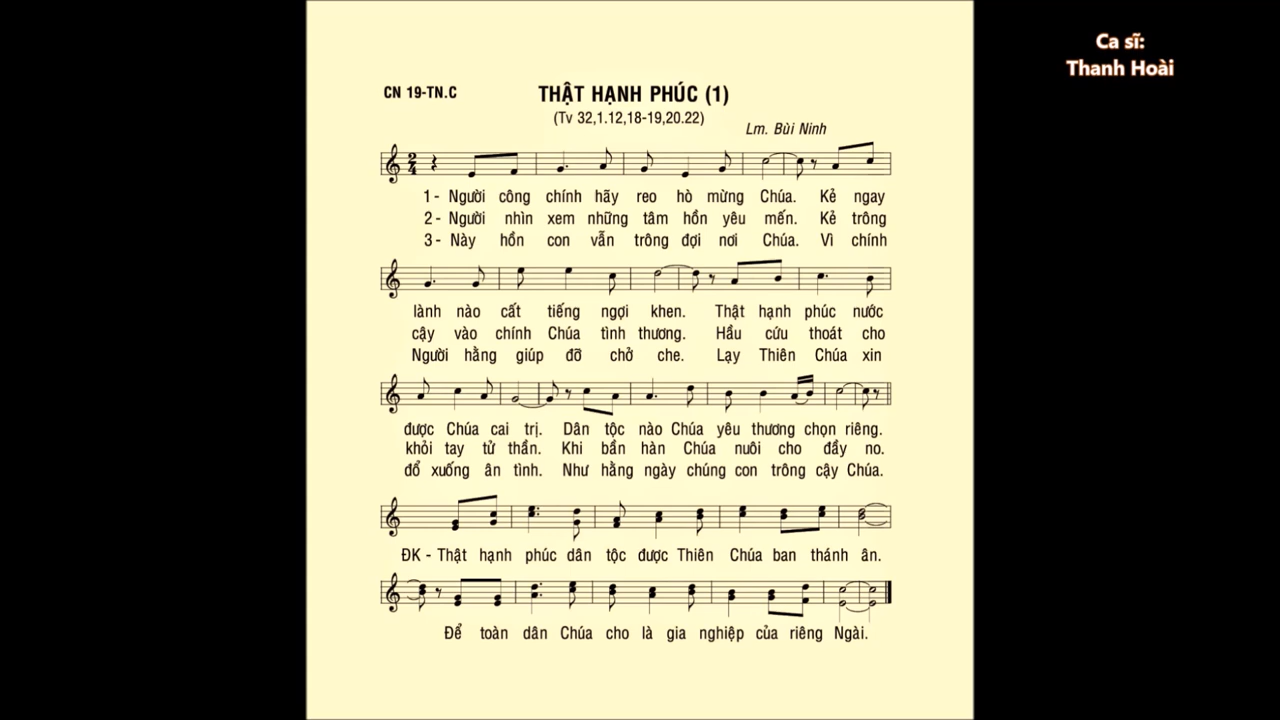 Ca sĩ:
Thanh Hoài
CN 19-TN.C
THẬT HẠNH PHÚC (1)
(Tv 32,1.12,18-19,20.22)
Lm. Bùi Ninh
2
4
1- Người công chính hãy reo hò mừng Chúa. Kẻ ngay
2- Người nhìn xem những tâm hồn yêu mến. Kẻ trông
3- Này hồn con vẫn trông đợi nơi Chúa. Vì chính
lành nào cất tiếng ngợi khen. Thật hạnh phúc nước
cậy vào chính Chúa tình thương. Hầu cứu thoát cho
Người hằng giúp đỡ chở che. Lạy Thiên Chúa xin
được Chúa cai trị. Dân tộc nào Chúa yêu thương chọn riêng.
khỏi tay tử thần. Khi bần hàn Chúa nuôi cho đầy no.
đổ xuống ân tình. Như hằng ngày chúng con trông cậy Chúa.
ĐK - Thật hạnh phúc dân tộc được Thiên Chúa ban thánh ân.
Để toàn dân Chúa cho là gia nghiệp của riêng Ngài.